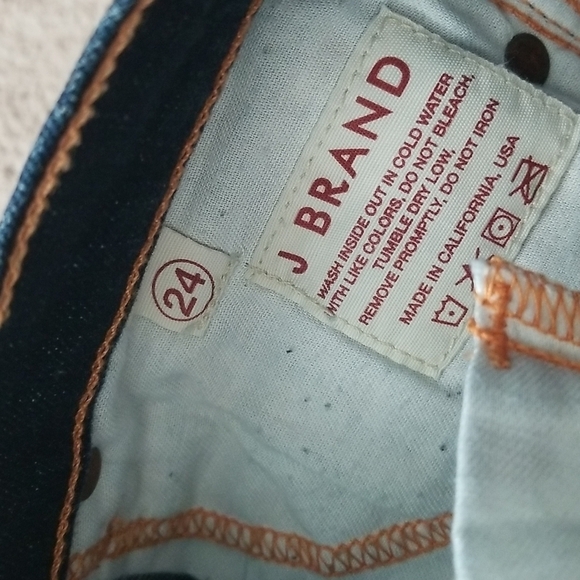 J BRAND
WASH INSIDE OUT IN COLD WATER
WITH LIKE COLORS, DO NOT BLEACH,
TUMBLE DRY LOW,
REMOVE PROMPTLY. DO NOT IRON
MADE IN CALIFORNIA, USA
24